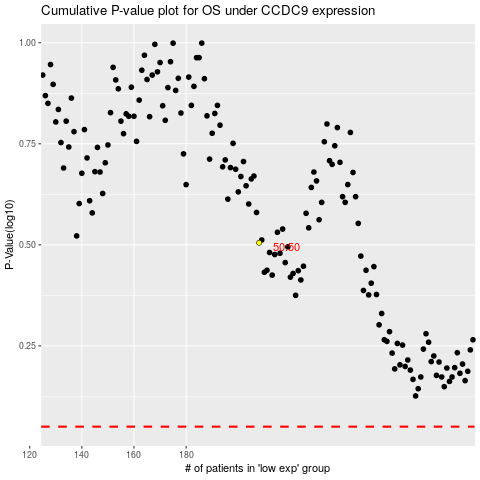 Cumulative P-value plot for OS under CCDC9 expression
1.00
0.75
0.50
0.25
P-Value(log10)
50:50
120 140 160 180
# of patients in 'low exp' group